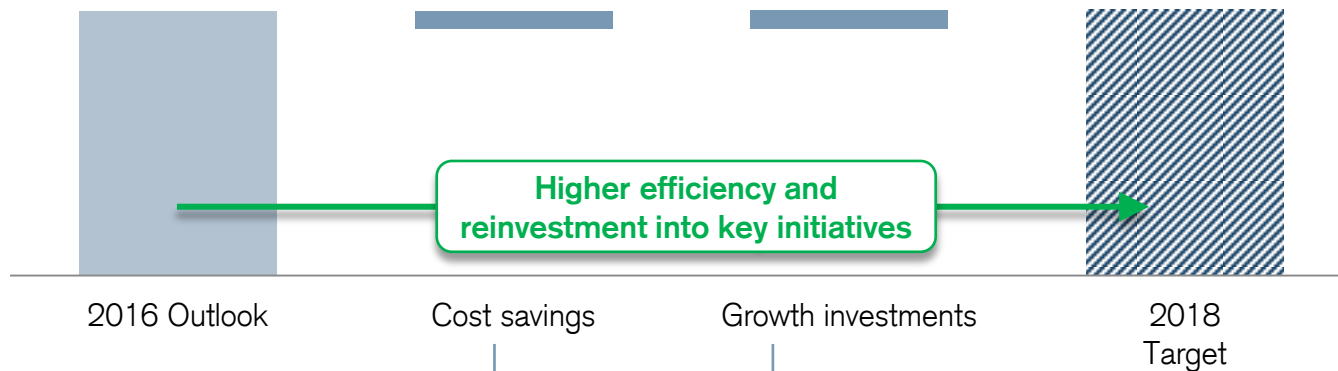 Higher efficiency and
reinvestment into key initiatives
2016 Outlook
Cost savings
Growth investments
2018
Target